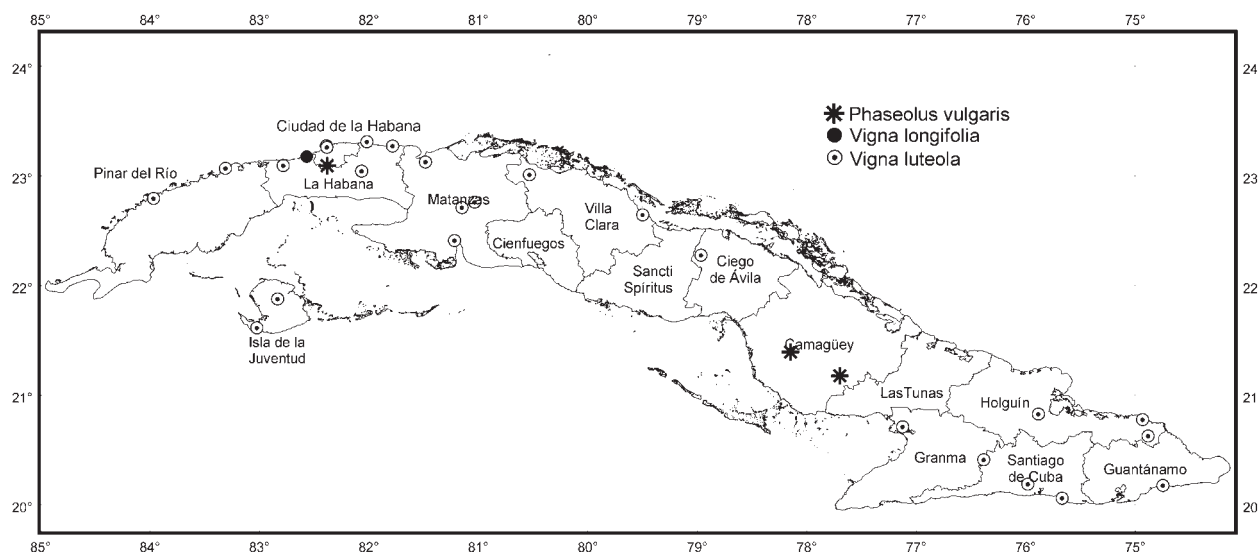 85° 84° 83° 82° 81° 80° 79° 78° 77° 76° 75°
24° 24
Phaseolus vulgaris
Vigna longifolia
Vigna luteola
Ciudad de la Habana
Pinar del Río
23° 23
La Habana
Matanzas
Villa
Clara
Cienfuegos
Sancti
Spíritus
Ciego
de Ávila
22° 22
Isla de la
Juventud
Camagüey
LasTunas
21° 21
Holguín
Granma
Santiago
de Cuba
Guantánamo
20° 20
85° 84° 83° 82° 81° 80° 79° 78° 77° 76° 75°